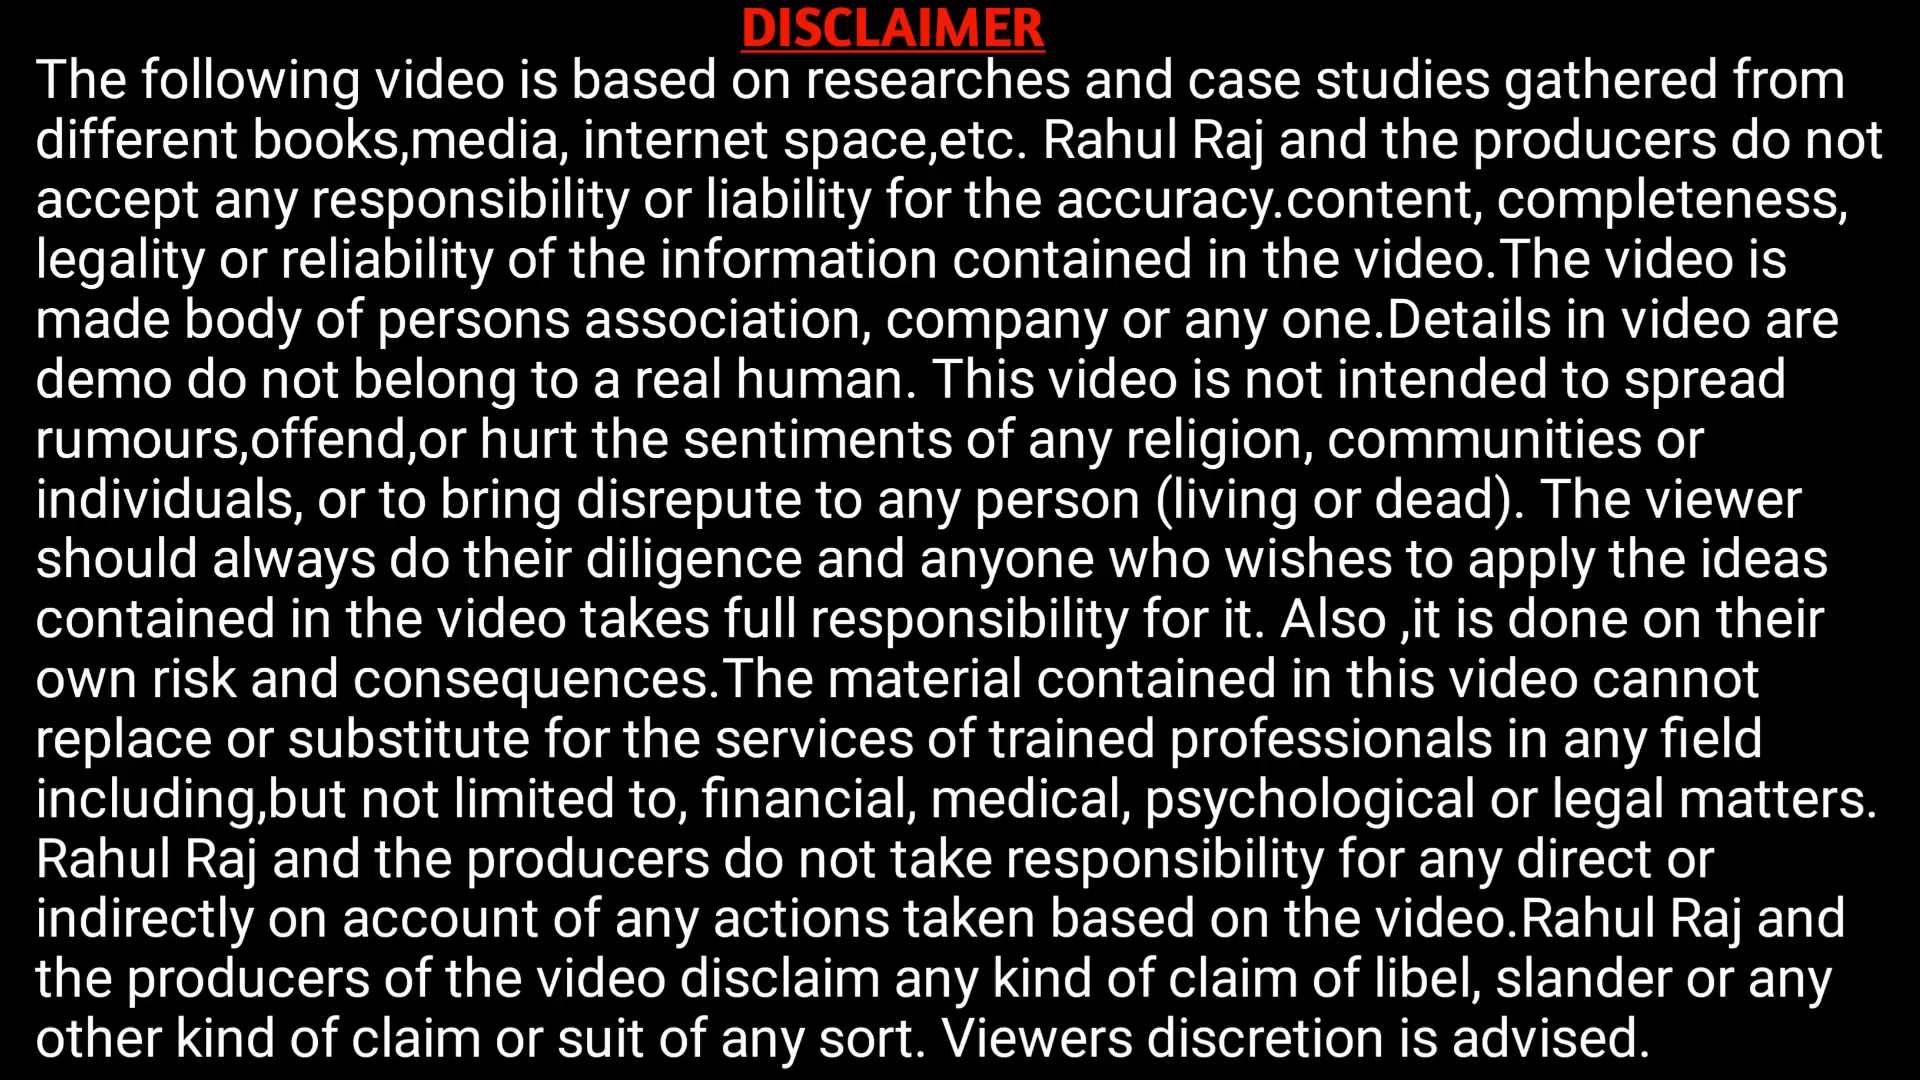 DISCLAIMER
The following video is based on researches and case studies gathered from
different books,media, internet space,etc. Rahul Raj and the producers do not
accept any responsibility or liability for the accuracy.content, completeness,
legality or reliability of the information contained in the video.The video is
made body of persons association, company or any one.Details in video are
demo do not belong to a real human. This video is not intended to spread
rumours,offend,or hurt the sentiments of any religion, communities or
individuals, or to bring disrepute to any person (living or dead). The viewer
should always do their diligence and anyone who wishes to apply the ideas
contained in the video takes full responsibility for it. Also ,it is done on their
own risk and consequences.The material contained in this video cannot
replace or substitute for the services of trained professionals in any field
including,but not limited to, financial, medical, psychological or legal matters.
Rahul Raj and the producers do not take responsibility for any direct or
indirectly on account of any actions taken based on the video.Rahul Raj and
the producers of the video disclaim any kind of claim of libel, slander or any
other kind of claim or suit of any sort. Viewers discretion is advised.